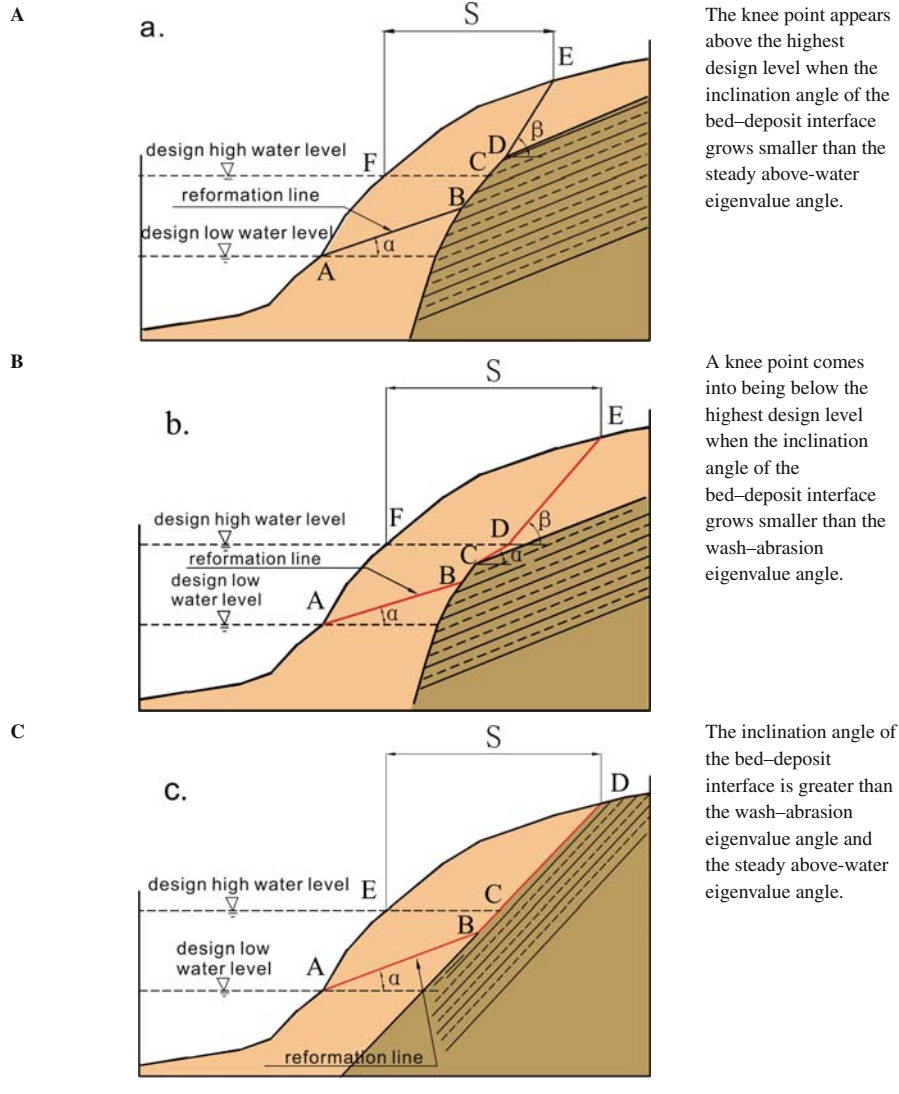 A
a.
S
E
design high water level
F
D
β
C
reformation line
B
design low water level
α
A
The knee point appears
above the highest
design level when the
inclination angle of the
bed–deposit interface
grows smaller than the
steady above-water
eigenvalue angle.
B
b.
S
E
design high water level
F
D
β
reformation line
C
α
B
design low
water level
A
α
A knee point comes
into being below the
highest design level
when the inclination
angle of the
bed–deposit interface
grows smaller than the
wash–abrasion
eigenvalue angle.
C
c.
S
D
design high water level
E
C
B
design low
water level
A
α
reformation line
The inclination angle of
the bed–deposit
interface is greater than
the wash–abrasion
eigenvalue angle and
the steady above-water
eigenvalue angle.